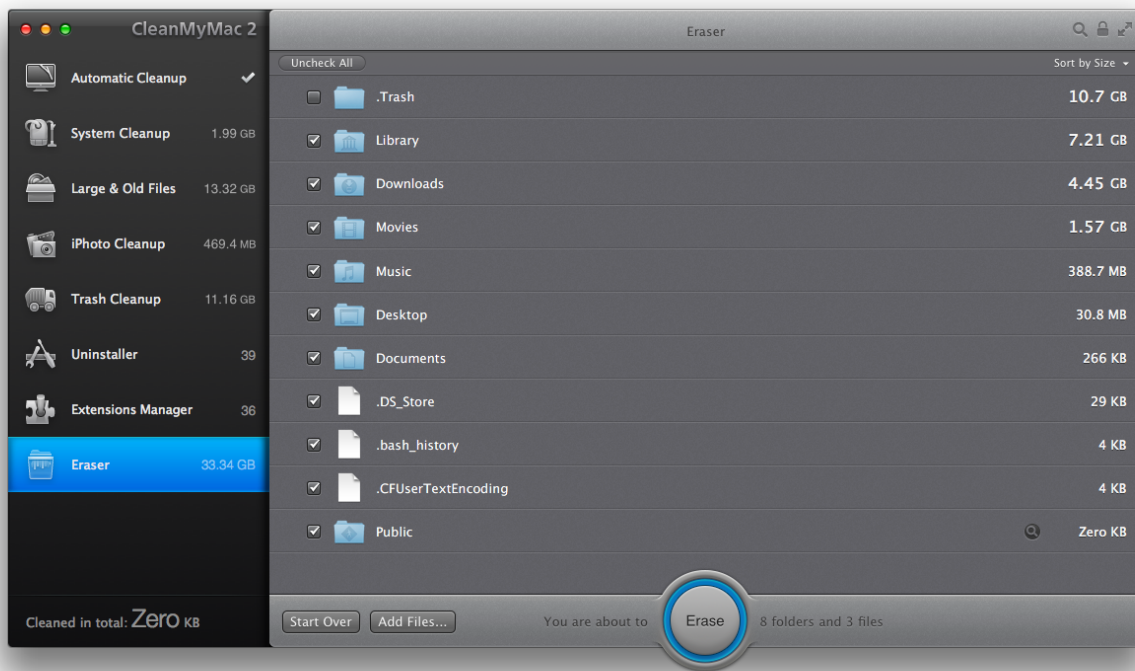 CleanMyMac 2
Eraser
Automatic Cleanup
System Cleanup 1.99 GB
Large & Old Files 13.32 GB
iPhoto Cleanup 469.4 MB
Trash Cleanup 11.16 GB
Uninstaller 39
Extensions Manager 36
Eraser 33.34 GB
Cleaned in total: Zero KB
Uncheck All Sort by Size
.Trash 10.7 GB
Library 7.21 GB
Downloads 4.45 GB
Movies 1.57 GB
Music 388.7 MB
Desktop 30.8 MB
Documents 266 KB
.DS_Store 29 KB
.bash_history 4 KB
.CFUserTextEncoding 4 KB
Public Zero KB
Start Over Add Files... You are about to Erase 8 folders and 3 files